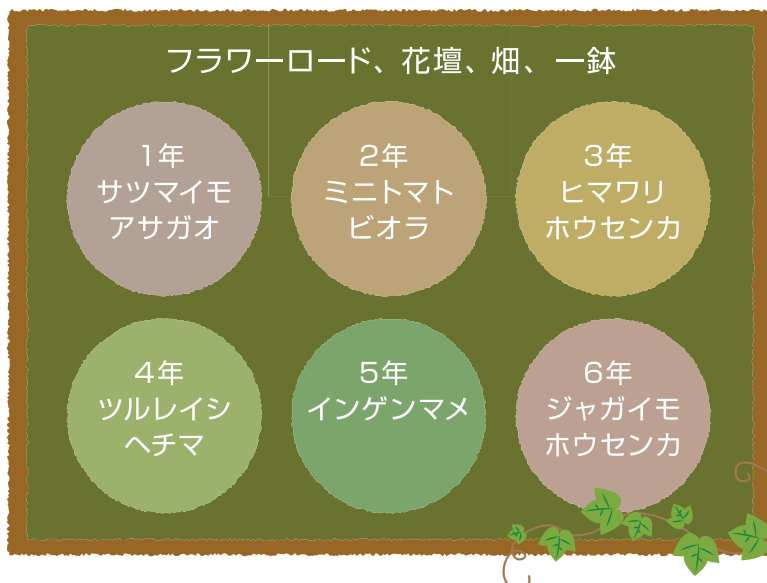 フラワーロード、花壇、畑、一鉢
1年
サツマイモ
アサガオ
2年
ミニトマト
ビオラ
3年
ヒマワリ
ホウセンカ
4年
ツルレイシ
ヘチマ
5年
インゲンマメ
6年
ジャガイモ
ホウセンカ